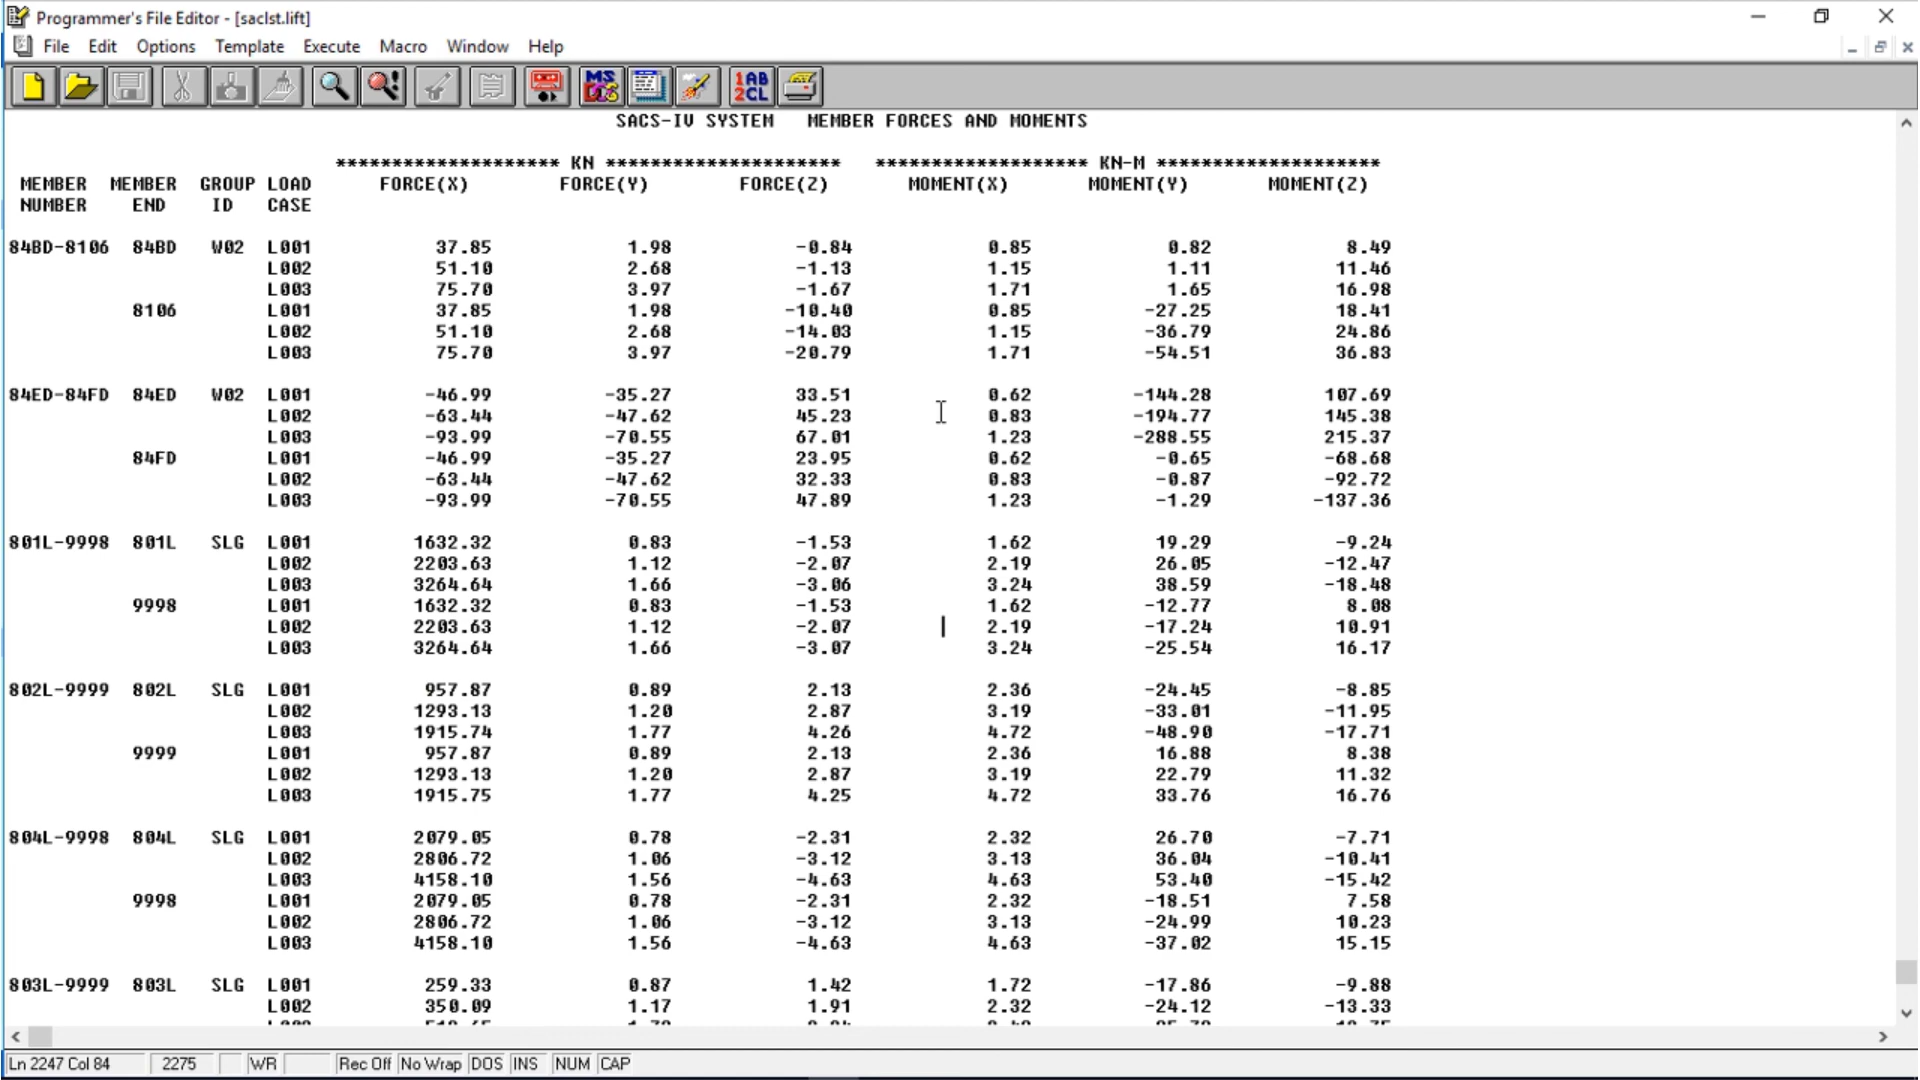 Programmer's File Editor - [saclst.lift]
File Edit Options Template Execute Macro Window Help
MS DOS 1AB 2CL
SACS-IV SYSTEM MEMBER FORCES AND MOMENTS
******************** KN ********************* ******************* KN-M ********************
MEMBER MEMBER GROUP LOAD FORCE(X) FORCE(Y) FORCE(Z) MOMENT(X) MOMENT(Y) MOMENT(Z)
NUMBER END ID CASE
84BD-8106 84BD W02 L001 37.85 1.98 -0.84 0.85 0.82 8.49
L002 51.10 2.68 -1.13 1.15 1.11 11.46
L003 75.70 3.97 -1.67 1.71 1.65 16.98
8106 L001 37.85 1.98 -10.40 0.85 -27.25 18.41
L002 51.10 2.68 -14.03 1.15 -36.79 24.86
L003 75.70 3.97 -20.79 1.71 -54.51 36.83
84ED-84FD 84ED W02 L001 -46.99 -35.27 33.51 0.62 -144.28 107.69
L002 -63.44 -47.62 45.23 0.83 -194.77 145.38
L003 -93.99 -70.55 67.01 1.23 -288.55 215.37
84FD L001 -46.99 -35.27 23.95 0.62 -0.65 -68.68
L002 -63.44 -47.62 32.33 0.83 -0.87 -92.72
L003 -93.99 -70.55 47.89 1.23 -1.29 -137.36
801L-9998 801L SLG L001 1632.32 0.83 -1.53 1.62 19.29 -9.24
L002 2203.63 1.12 -2.07 2.19 26.05 -12.47
L003 3264.64 1.66 -3.06 3.24 38.59 -18.48
9998 L001 1632.32 0.83 -1.53 1.62 -12.77 8.08
L002 2203.63 1.12 -2.07 2.19 -17.24 10.91
L003 3264.64 1.66 -3.07 3.24 -25.54 16.17
802L-9999 802L SLG L001 957.87 0.89 2.13 2.36 -24.45 -8.85
L002 1293.13 1.20 2.87 3.19 -33.01 -11.95
L003 1915.74 1.77 4.26 4.72 -48.90 -17.71
9999 L001 957.87 0.89 2.13 2.36 16.88 8.38
L002 1293.13 1.20 2.87 3.19 22.79 11.32
L003 1915.75 1.77 4.25 4.72 33.76 16.76
804L-9998 804L SLG L001 2079.05 0.78 -2.31 2.32 26.70 -7.71
L002 2806.72 1.06 -3.12 3.13 36.04 -10.41
L003 4158.10 1.56 -4.63 4.63 53.40 -15.42
9998 L001 2079.05 0.78 -2.31 2.32 -18.51 7.58
L002 2806.72 1.06 -3.12 3.13 -24.99 10.23
L003 4158.10 1.56 -4.63 4.63 -37.02 15.15
803L-9999 803L SLG L001 259.33 0.87 1.42 1.72 -17.86 -9.88
L002 350.09 1.17 1.91 2.32 -24.12 -13.33
Ln 2247 Col 84 2275 WR Rec Off No Wrap DOS INS NUM CAP